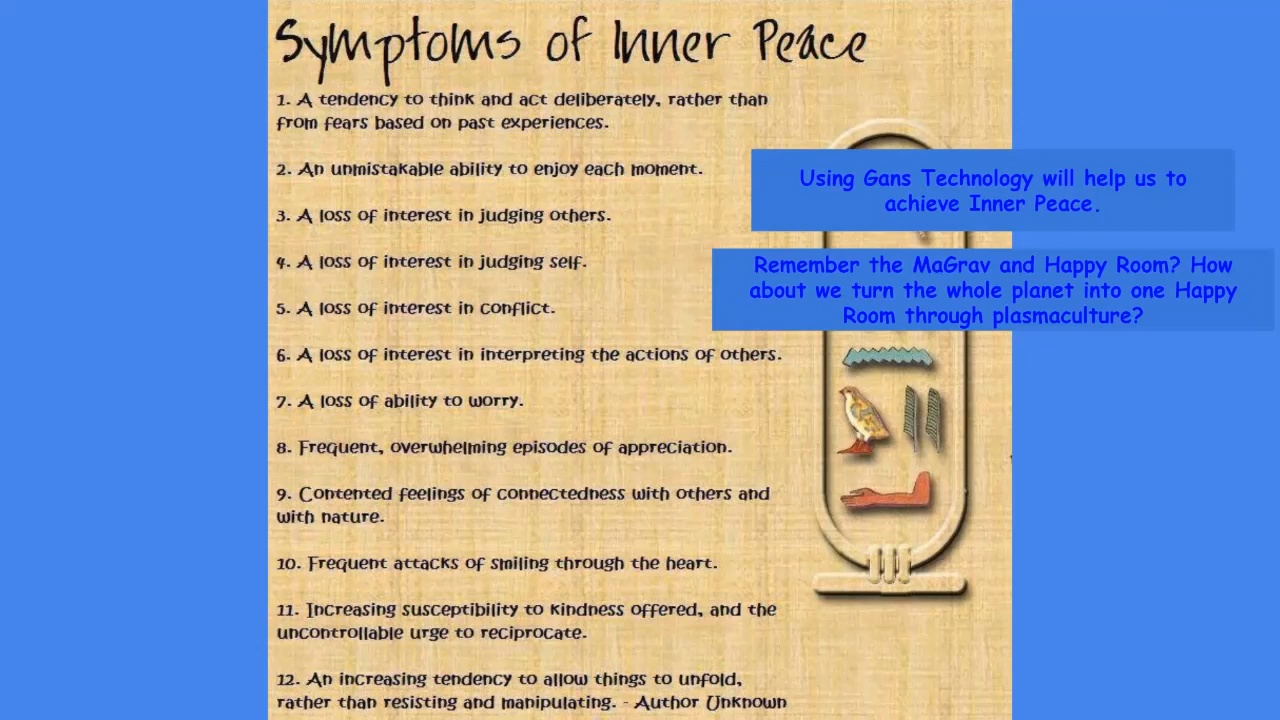 Symptoms of Inner Peace
1. A tendency to think and act deliberately, rather than
from fears based on past experiences.
2. An unmistakable ability to enjoy each moment.
3. A loss of interest in judging others.
4. A loss of interest in judging self.
5. A loss of interest in conflict.
6. A loss of interest in interpreting the actions of others.
7. A loss of ability to worry.
8. Frequent, overwhelming episodes of appreciation.
9. Contented feelings of connectedness with others and
with nature.
10. Frequent attacks of smiling through the heart.
11. Increasing susceptibility to kindness offered, and the
uncontrollable urge to reciprocate.
12. An increasing tendency to allow things to unfold,
rather than resisting and manipulating. - Author Unknown
Using Gans Technology will help us to
achieve Inner Peace.
Remember the MaGrav and Happy Room? How
about we turn the whole planet into one Happy
Room through plasmaculture?